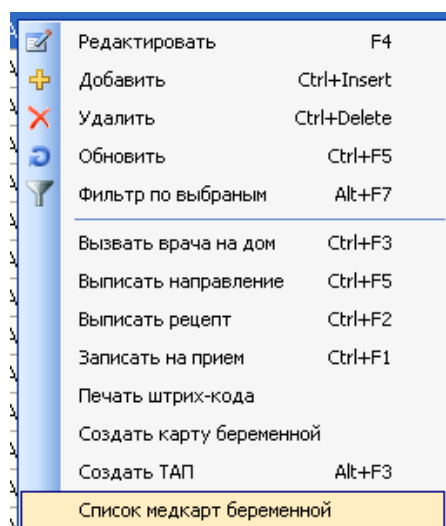 Редактировать F4
Добавить Ctrl+Insert
Удалить Ctrl+Delete
Обновить Ctrl+F5
Фильтр по выбраным Alt+F7
Вызвать врача на дом Ctrl+F3
Выписать направление Ctrl+F5
Выписать рецепт Ctrl+F2
Записать на прием Ctrl+F1
Печать штрих-кода
Создать карту беременной
Создать ТАП Alt+F3
Список медкарт беременной